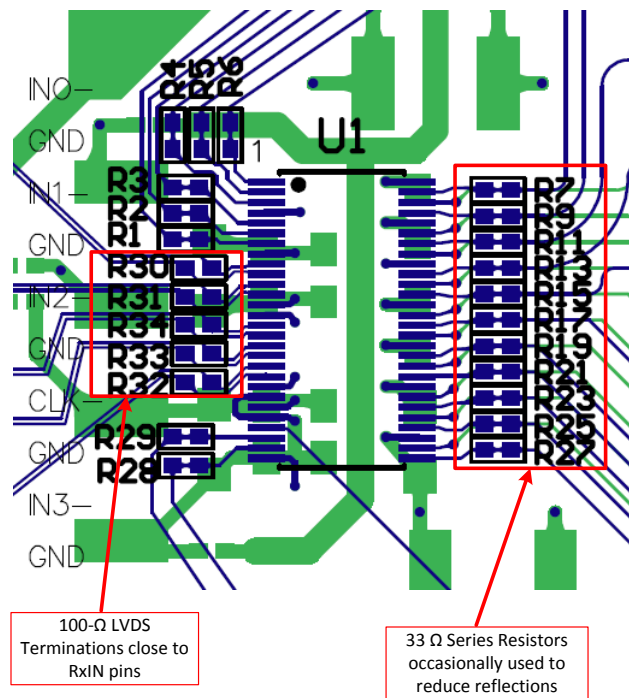 R4
R5
R6
INO-
GND
1
U1
IN1-
R3
R2
R1
GND
R30
IN2-
R31
R34
GND
R33
R32
CLK-
R29
GND
R28
IN3-
GND
R7
R9
R11
R13
R15
R17
R19
R21
R23
R25
R27
100-Ω LVDS
Terminations close to
RxIN pins
33 Ω Series Resistors
occasionally used to
reduce reflections